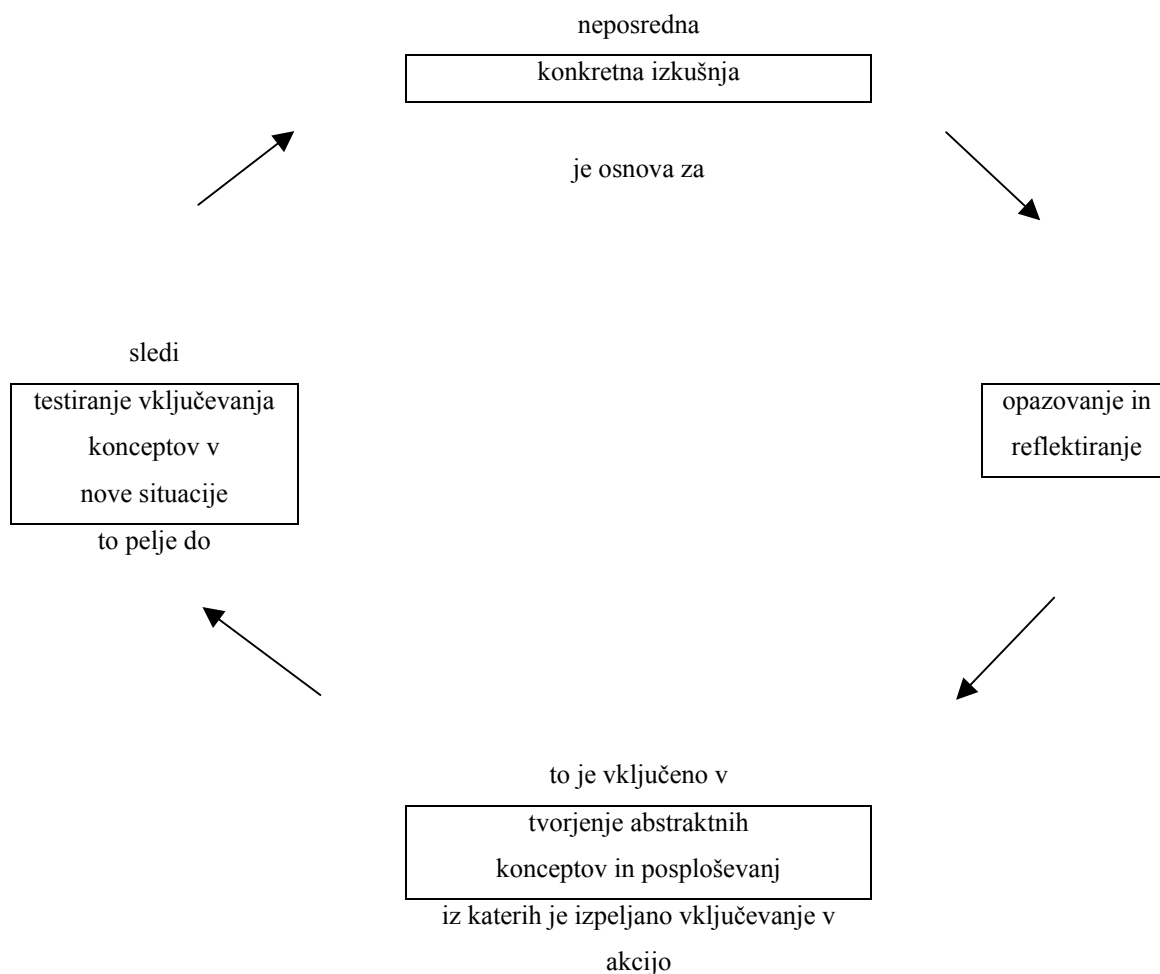 neposredna
konkretna izkušnja
je osnova za
opazovanje in
reflektiranje
to je vključeno v
tvorjenje abstraktnih
konceptov in posploševanj
iz katerih je izpeljano vključevanje v
akcijo
sledi
testiranje vključevanja
konceptov v
nove situacije
to pelje do